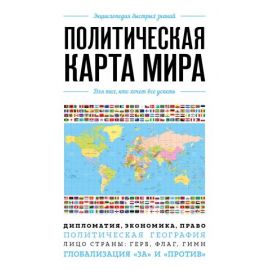 Энциклопедия быстрых знаний
ПОЛИТИЧЕСКАЯ
КАРТА МИРА
Для тех, кто хочет все успеть
ДИПЛОМАТИЯ, ЭКОНОМИКА, ПРАВО
ПОЛИТИЧЕСКАЯ ГЕОГРАФИЯ
ЛИЦО СТРАНЫ: ГЕРБ, ФЛАГ, ГИМН
ГЛОБАЛИЗАЦИЯ «ЗА» И «ПРОТИВ»